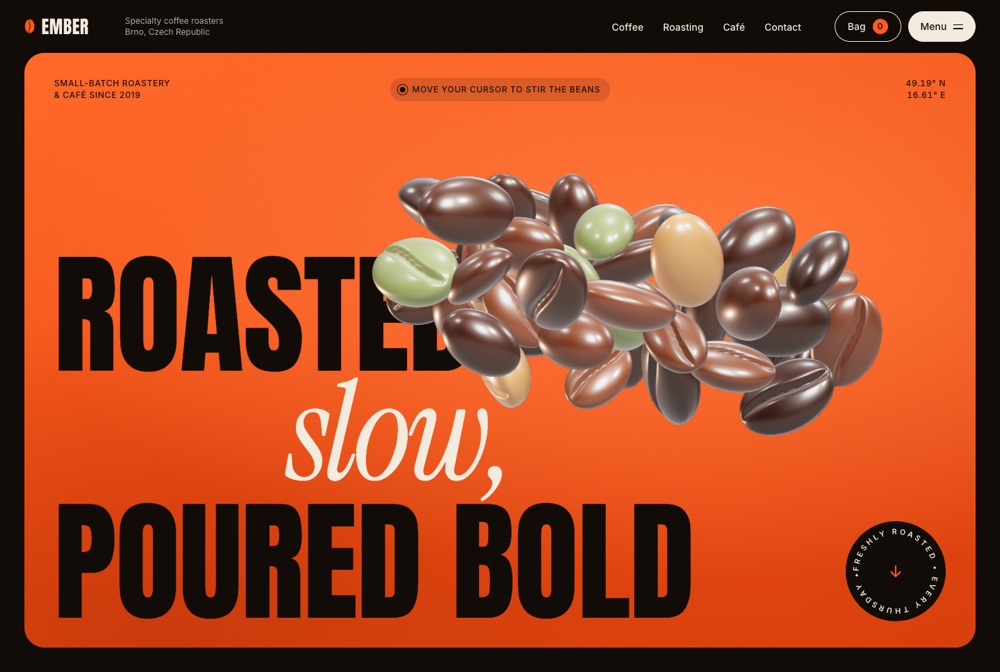 EMBER
Specialty coffee roasters
Brno, Czech Republic
Coffee
Roasting
Café
Contact
Bag 0
Menu
SMALL-BATCH ROASTERY
& CAFÉ SINCE 2019
MOVE YOUR CURSOR TO STIR THE BEANS
49.19° N
16.61° E
ROASTED
slow,
POURED BOLD
FRESHLY ROASTED • EVERY THURSDAY •